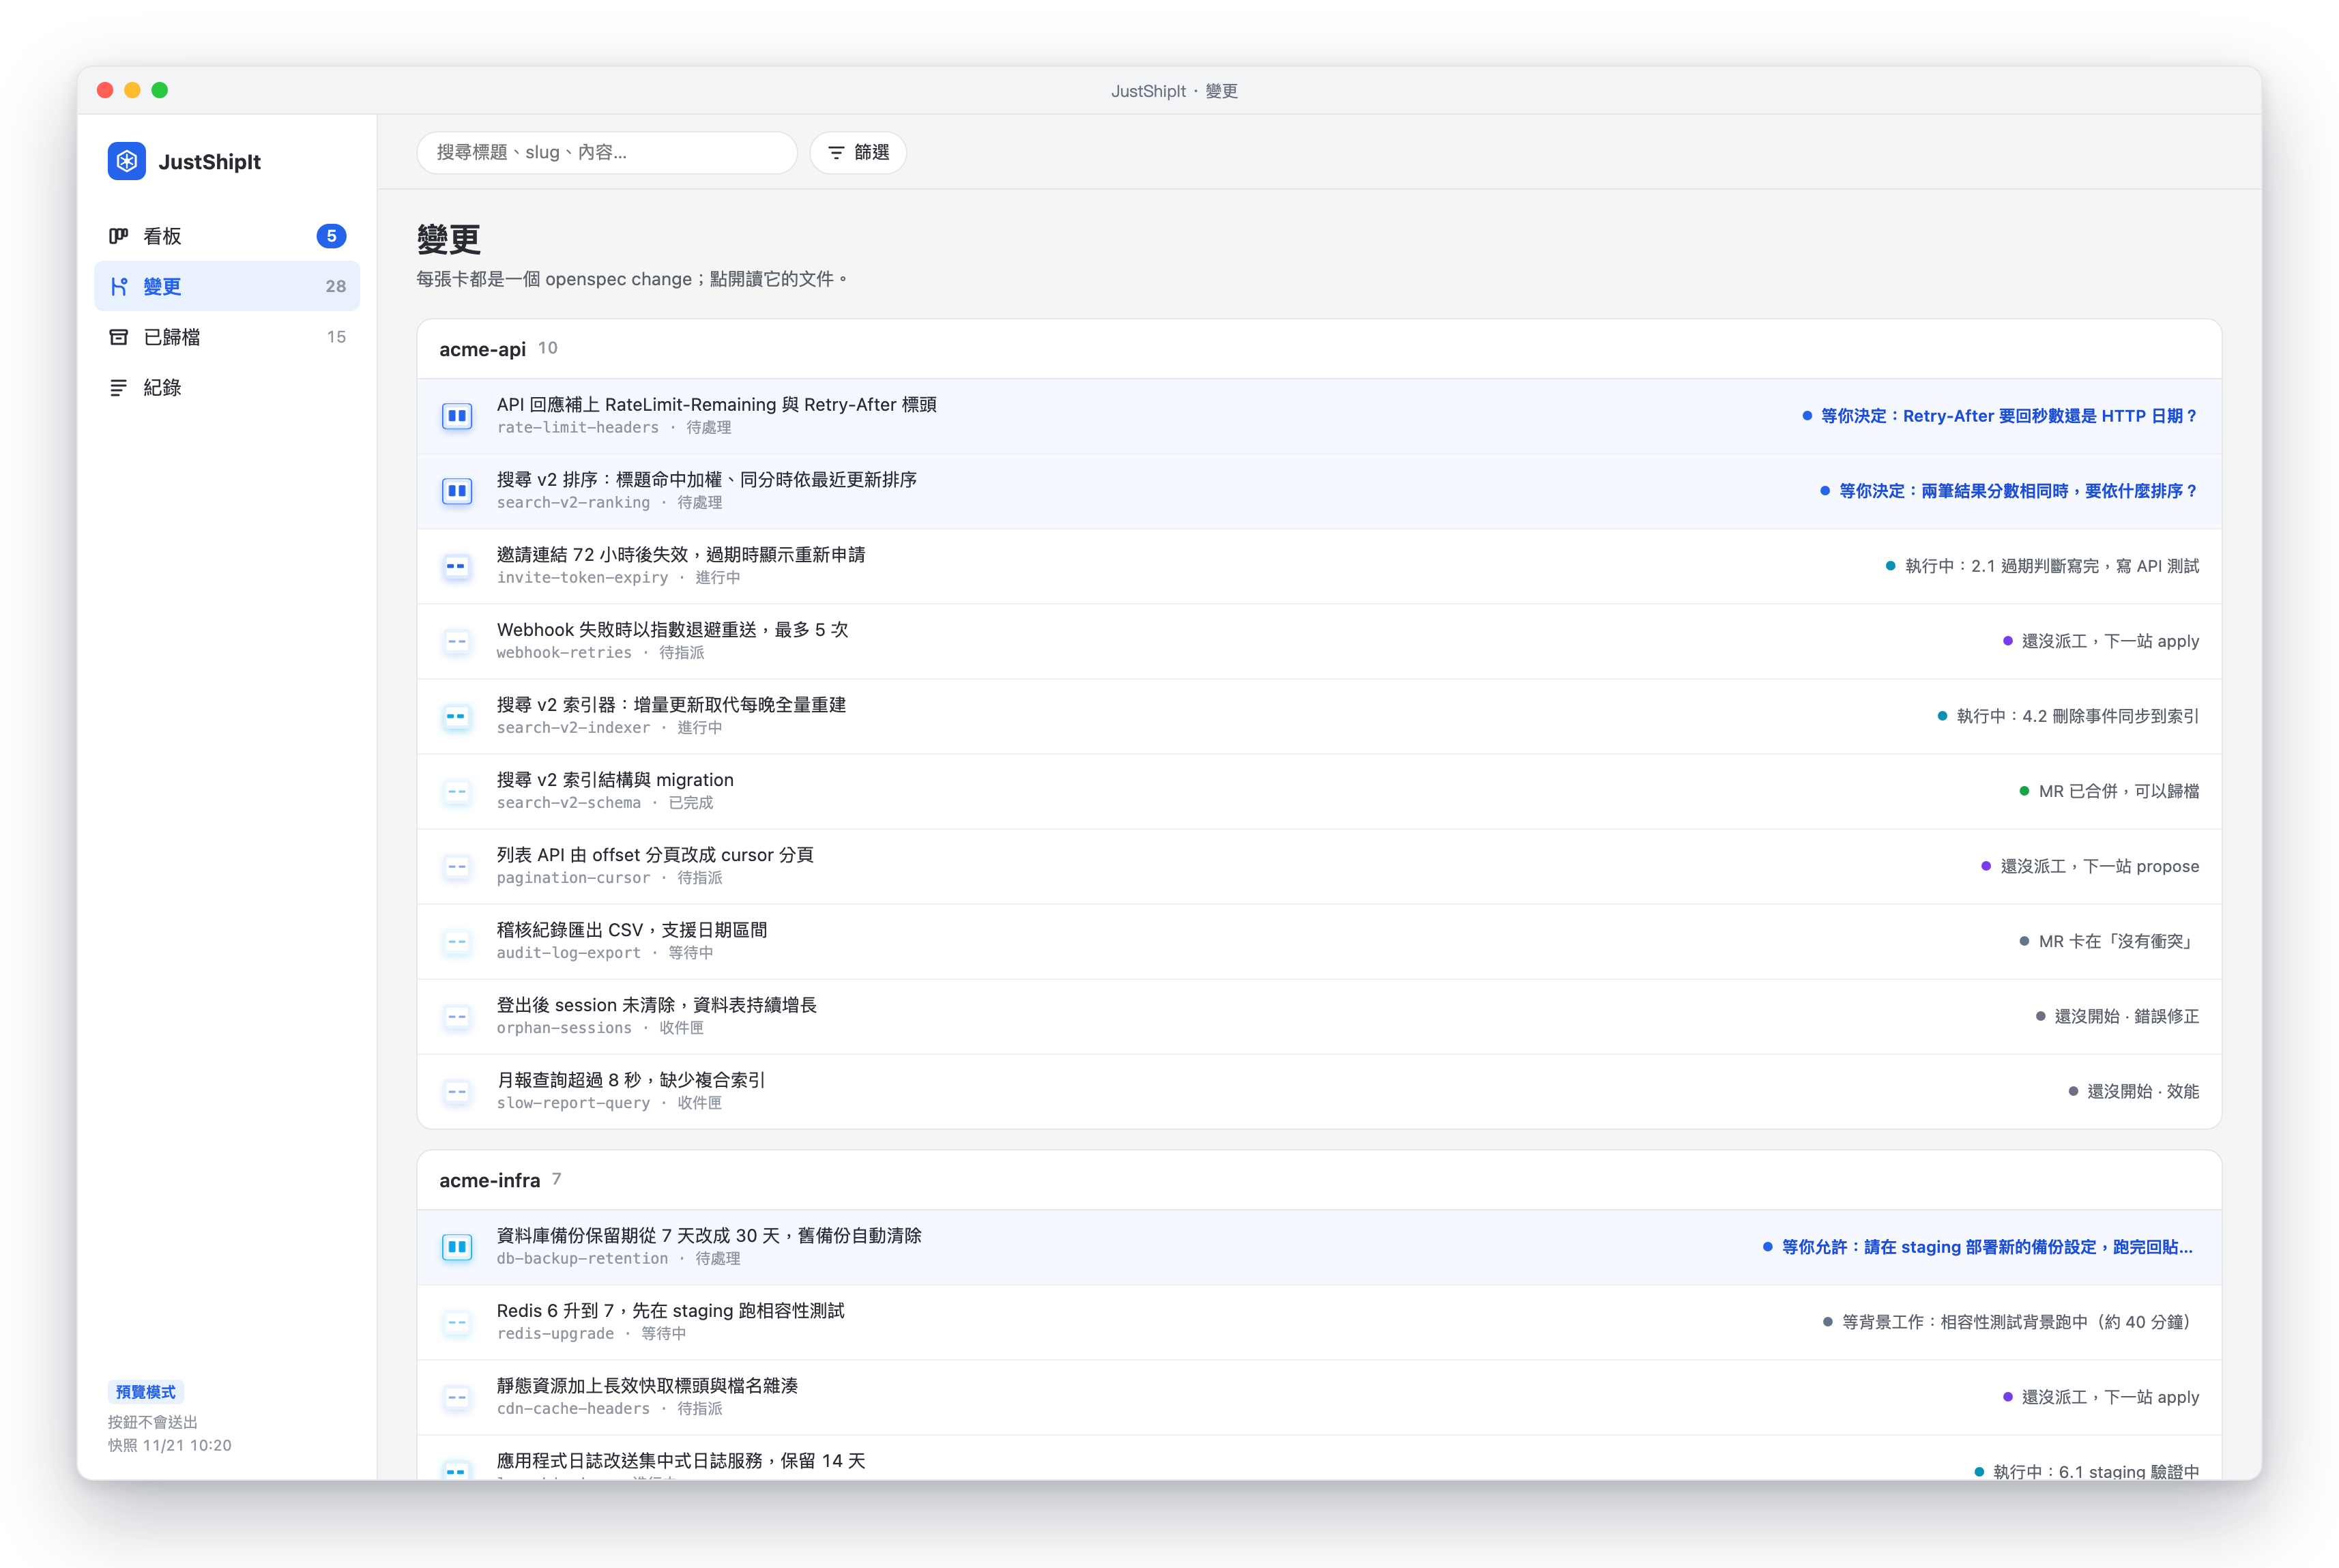 JustShipIt · 變更
JustShipIt
看板 5
變更 28
已歸檔 15
紀錄
預覽模式
按鈕不會送出
快照 11/21 10:20
搜尋標題、slug、內容...
篩選
變更
每張卡都是一個 openspec change；點開讀它的文件。
acme-api 10
API 回應補上 RateLimit-Remaining 與 Retry-After 標頭
rate-limit-headers · 待處理
等你決定：Retry-After 要回秒數還是 HTTP 日期？
搜尋 v2 排序：標題命中加權、同分時依最近更新排序
search-v2-ranking · 待處理
等你決定：兩筆結果分數相同時，要依什麼排序？
邀請連結 72 小時後失效，過期時顯示重新申請
invite-token-expiry · 進行中
執行中：2.1 過期判斷寫完，寫 API 測試
Webhook 失敗時以指數退避重送，最多 5 次
webhook-retries · 待指派
還沒派工，下一站 apply
搜尋 v2 索引器：增量更新取代每晚全量重建
search-v2-indexer · 進行中
執行中：4.2 刪除事件同步到索引
搜尋 v2 索引結構與 migration
search-v2-schema · 已完成
MR 已合併，可以歸檔
列表 API 由 offset 分頁改成 cursor 分頁
pagination-cursor · 待指派
還沒派工，下一站 propose
稽核紀錄匯出 CSV，支援日期區間
audit-log-export · 等待中
MR 卡在「沒有衝突」
登出後 session 未清除，資料表持續增長
orphan-sessions · 收件匣
還沒開始 · 錯誤修正
月報查詢超過 8 秒，缺少複合索引
slow-report-query · 收件匣
還沒開始 · 效能
acme-infra 7
資料庫備份保留期從 7 天改成 30 天，舊備份自動清除
db-backup-retention · 待處理
等你允許：請在 staging 部署新的備份設定，跑完回貼...
Redis 6 升到 7，先在 staging 跑相容性測試
redis-upgrade · 等待中
等背景工作：相容性測試背景跑中（約 40 分鐘）
靜態資源加上長效快取標頭與檔名雜湊
cdn-cache-headers · 待指派
還沒派工，下一站 apply
應用程式日誌改送集中式日誌服務，保留 14 天
執行中：6.1 staging 驗證中